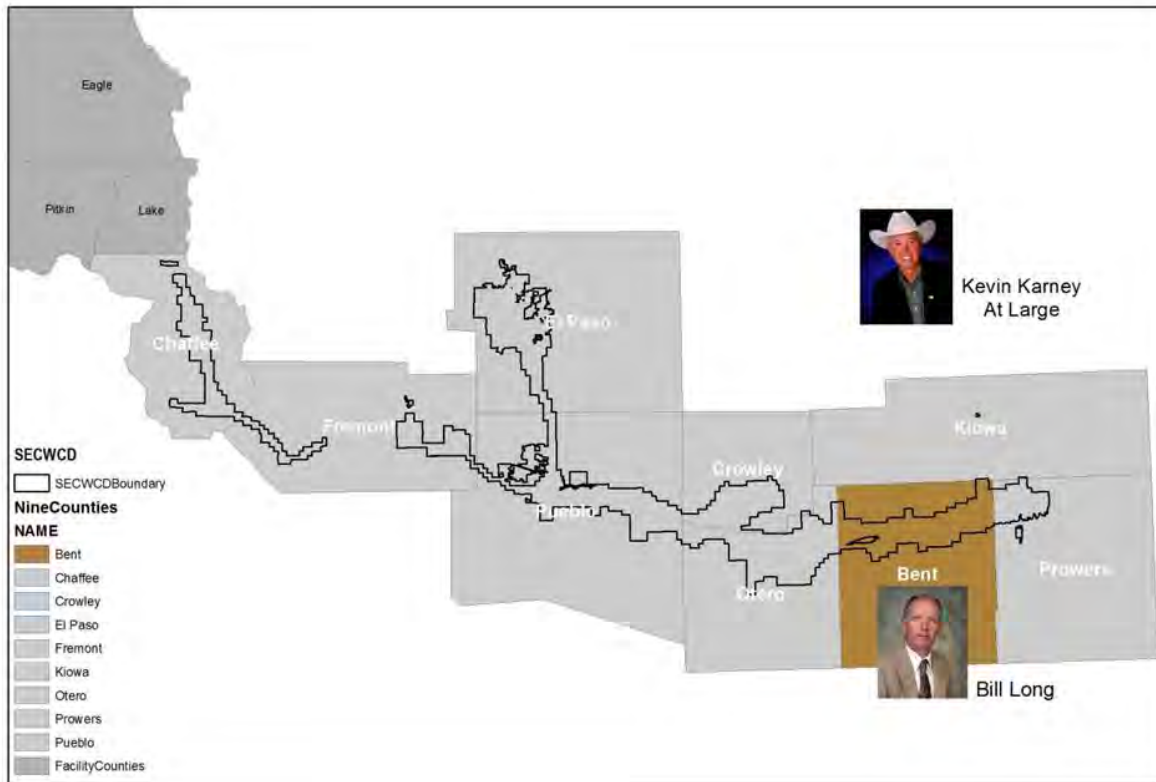 Eagle
Pitkin
Lake
Kevin Karney
At Large
El Paso
Chaffee
Fremont
Kiowa
Crowley
Pueblo
Bent
Prowers
Otero
Bill Long
SECWCD
SECWCDBoundary
NineCounties
NAME
Bent
Chaffee
Crowley
El Paso
Fremont
Kiowa
Otero
Prowers
Pueblo
FacilityCounties